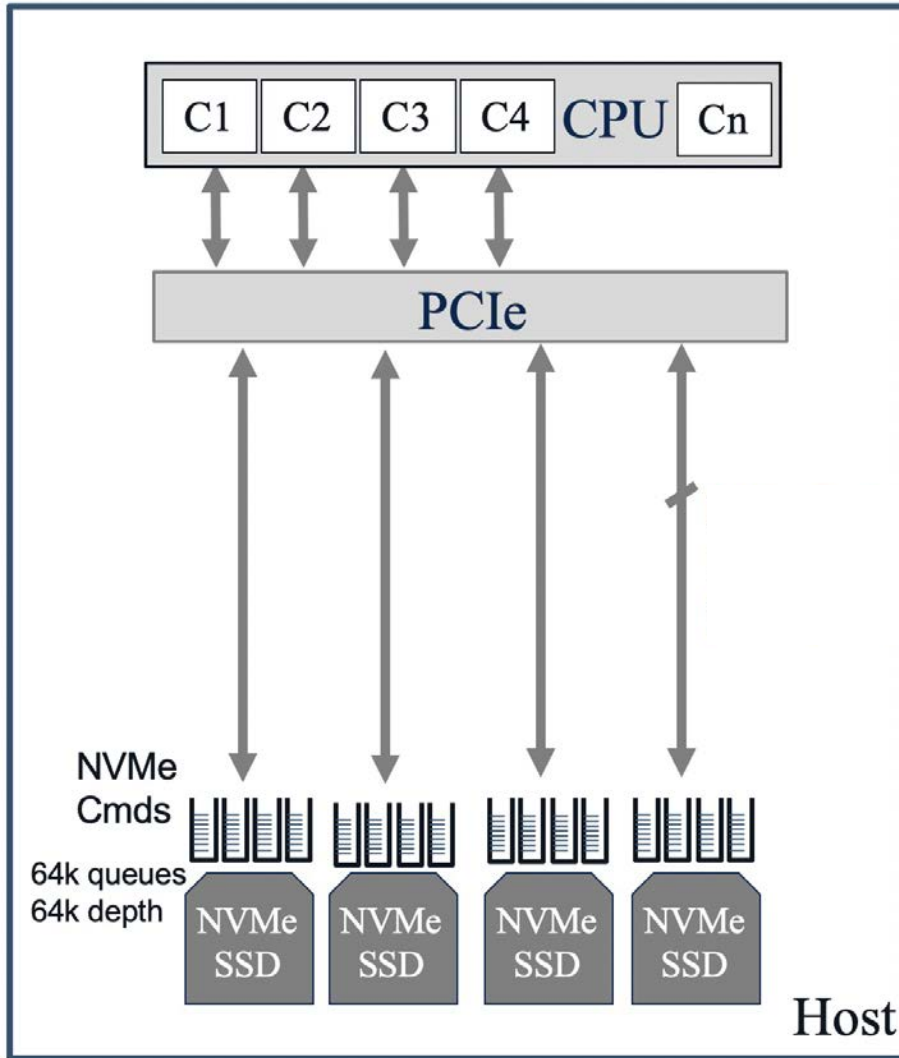 C1 C2 C3 C4 CPU Cn
PCIe
NVMe
Cmds
64k queues
64k depth
NVMe
SSD
NVMe
SSD
NVMe
SSD
NVMe
SSD
Host